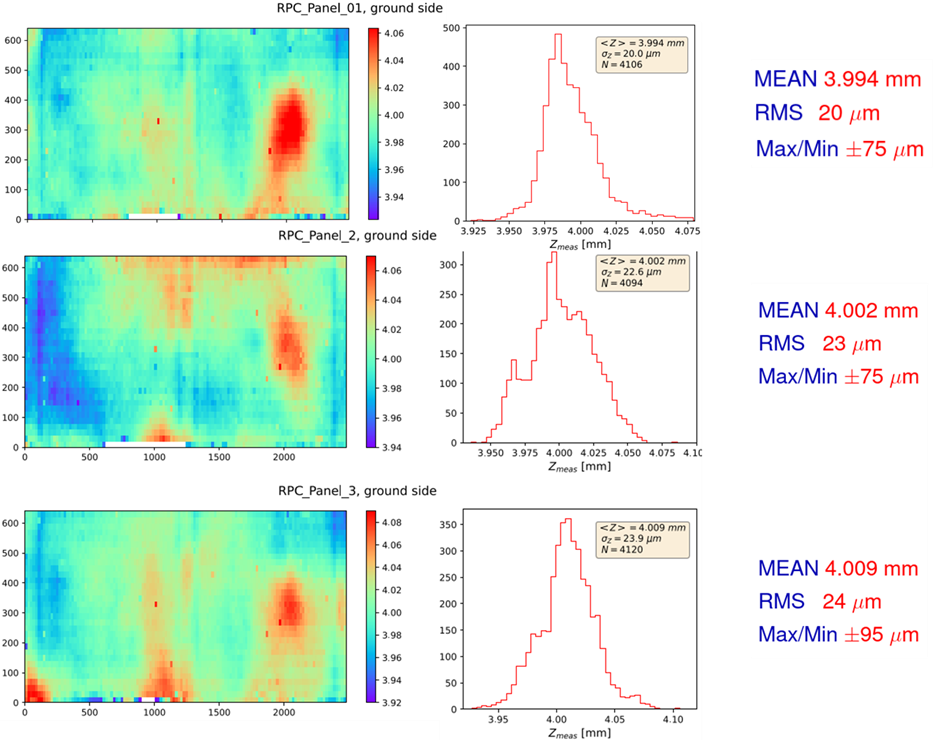 RPC_Panel_01, ground side
600
500
400
300
200
100
0
4.06
4.04
4.02
4.00
3.98
3.96
3.94
500
400
300
200
100
0
<Z> = 3.994 mm
σZ = 20.0 μm
N = 4106
3.925 3.950 3.975 4.000 4.025 4.050 4.075
Zmeas [mm]
MEAN 3.994 mm
RMS 20 μm
Max/Min ±75 μm
RPC_Panel_2, ground side
600
500
400
300
200
100
0
0 500 1000 1500 2000
4.06
4.04
4.02
4.00
3.98
3.96
3.94
300
250
200
150
100
50
0
<Z> = 4.002 mm
σZ = 22.6 μm
N = 4094
3.950 3.975 4.000 4.025 4.050 4.075 4.10
Zmeas [mm]
MEAN 4.002 mm
RMS 23 μm
Max/Min ±75 μm
RPC_Panel_3, ground side
600
500
400
300
200
100
0
0 500 1000 1500 2000
4.08
4.06
4.04
4.02
4.00
3.98
3.96
3.94
3.92
350
300
250
200
150
100
50
0
<Z> = 4.009 mm
σZ = 23.9 μm
N = 4120
3.95 4.00 4.05 4.10
Zmeas [mm]
MEAN 4.009 mm
RMS 24 μm
Max/Min ±95 μm